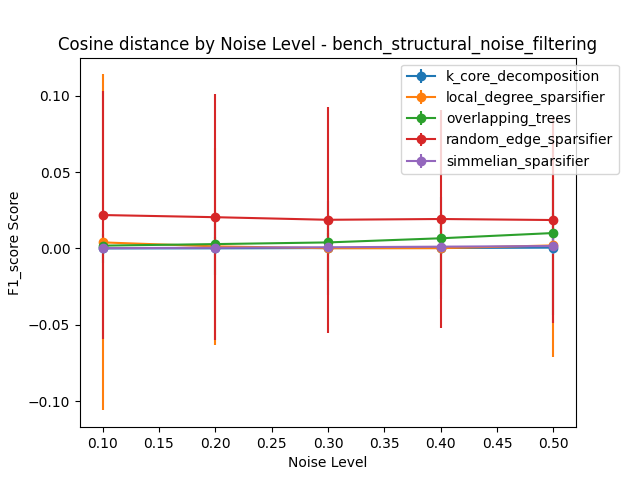 Cosine distance by Noise Level - bench_structural_noise_filtering
k_core_decomposition
local_degree_sparsifier
overlapping_trees
random_edge_sparsifier
simmelian_sparsifier
F1_score Score
0.10
0.05
0.00
−0.05
−0.10
0.10 0.15 0.20 0.25 0.30 0.35 0.40 0.45 0.50
Noise Level